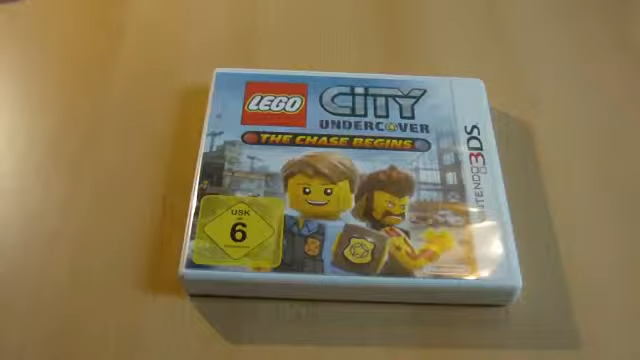 LEGO
CITY
UNDERCOVER
THE CHASE BEGINS
NINTENDO 3DS
USK
6